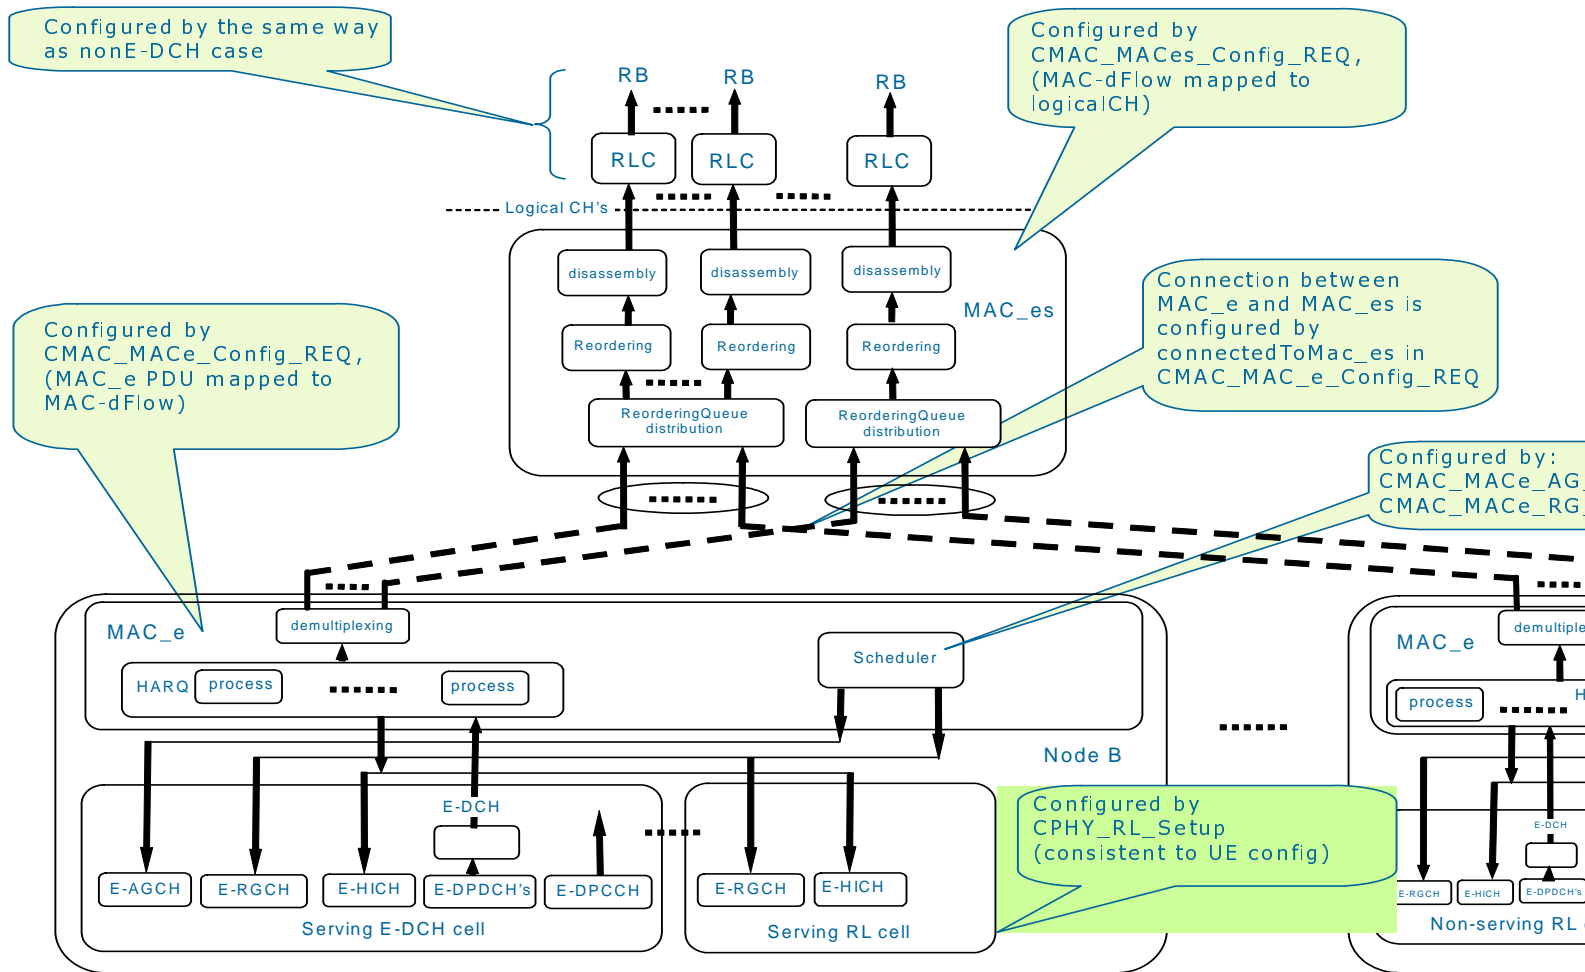 Configured by the same way
as nonE-DCH case
Configured by
CMAC_MACes_Config_REQ,
(MAC-dFlow mapped to
logicalCH)
RB
RB
RB
RLC
RLC
RLC
Logical CH's
disassembly
disassembly
disassembly
MAC_es
Reordering
Reordering
Reordering
ReorderingQueue
distribution
ReorderingQueue
distribution
Connection between
MAC_e and MAC_es is
configured by
connectedToMac_es in
CMAC_MAC_e_Config_REQ
Configured by
CMAC_MACe_Config_REQ,
(MAC_e PDU mapped to
MAC-dFlow)
Configured by:
CMAC_MACe_AG_
CMAC_MACe_RG_
MAC_e
demultiplexing
Scheduler
HARQ
process
process
Node B
E-DCH
E-AGCH
E-RGCH
E-HICH
E-DPDCH's
E-DPCCH
Serving E-DCH cell
E-RGCH
E-HICH
Serving RL cell
Configured by
CPHY_RL_Setup
(consistent to UE config)
MAC_e
demultiple
process
H
E-DCH
E-RGCH
E-HICH
E-DPDCH's
Non-serving RL